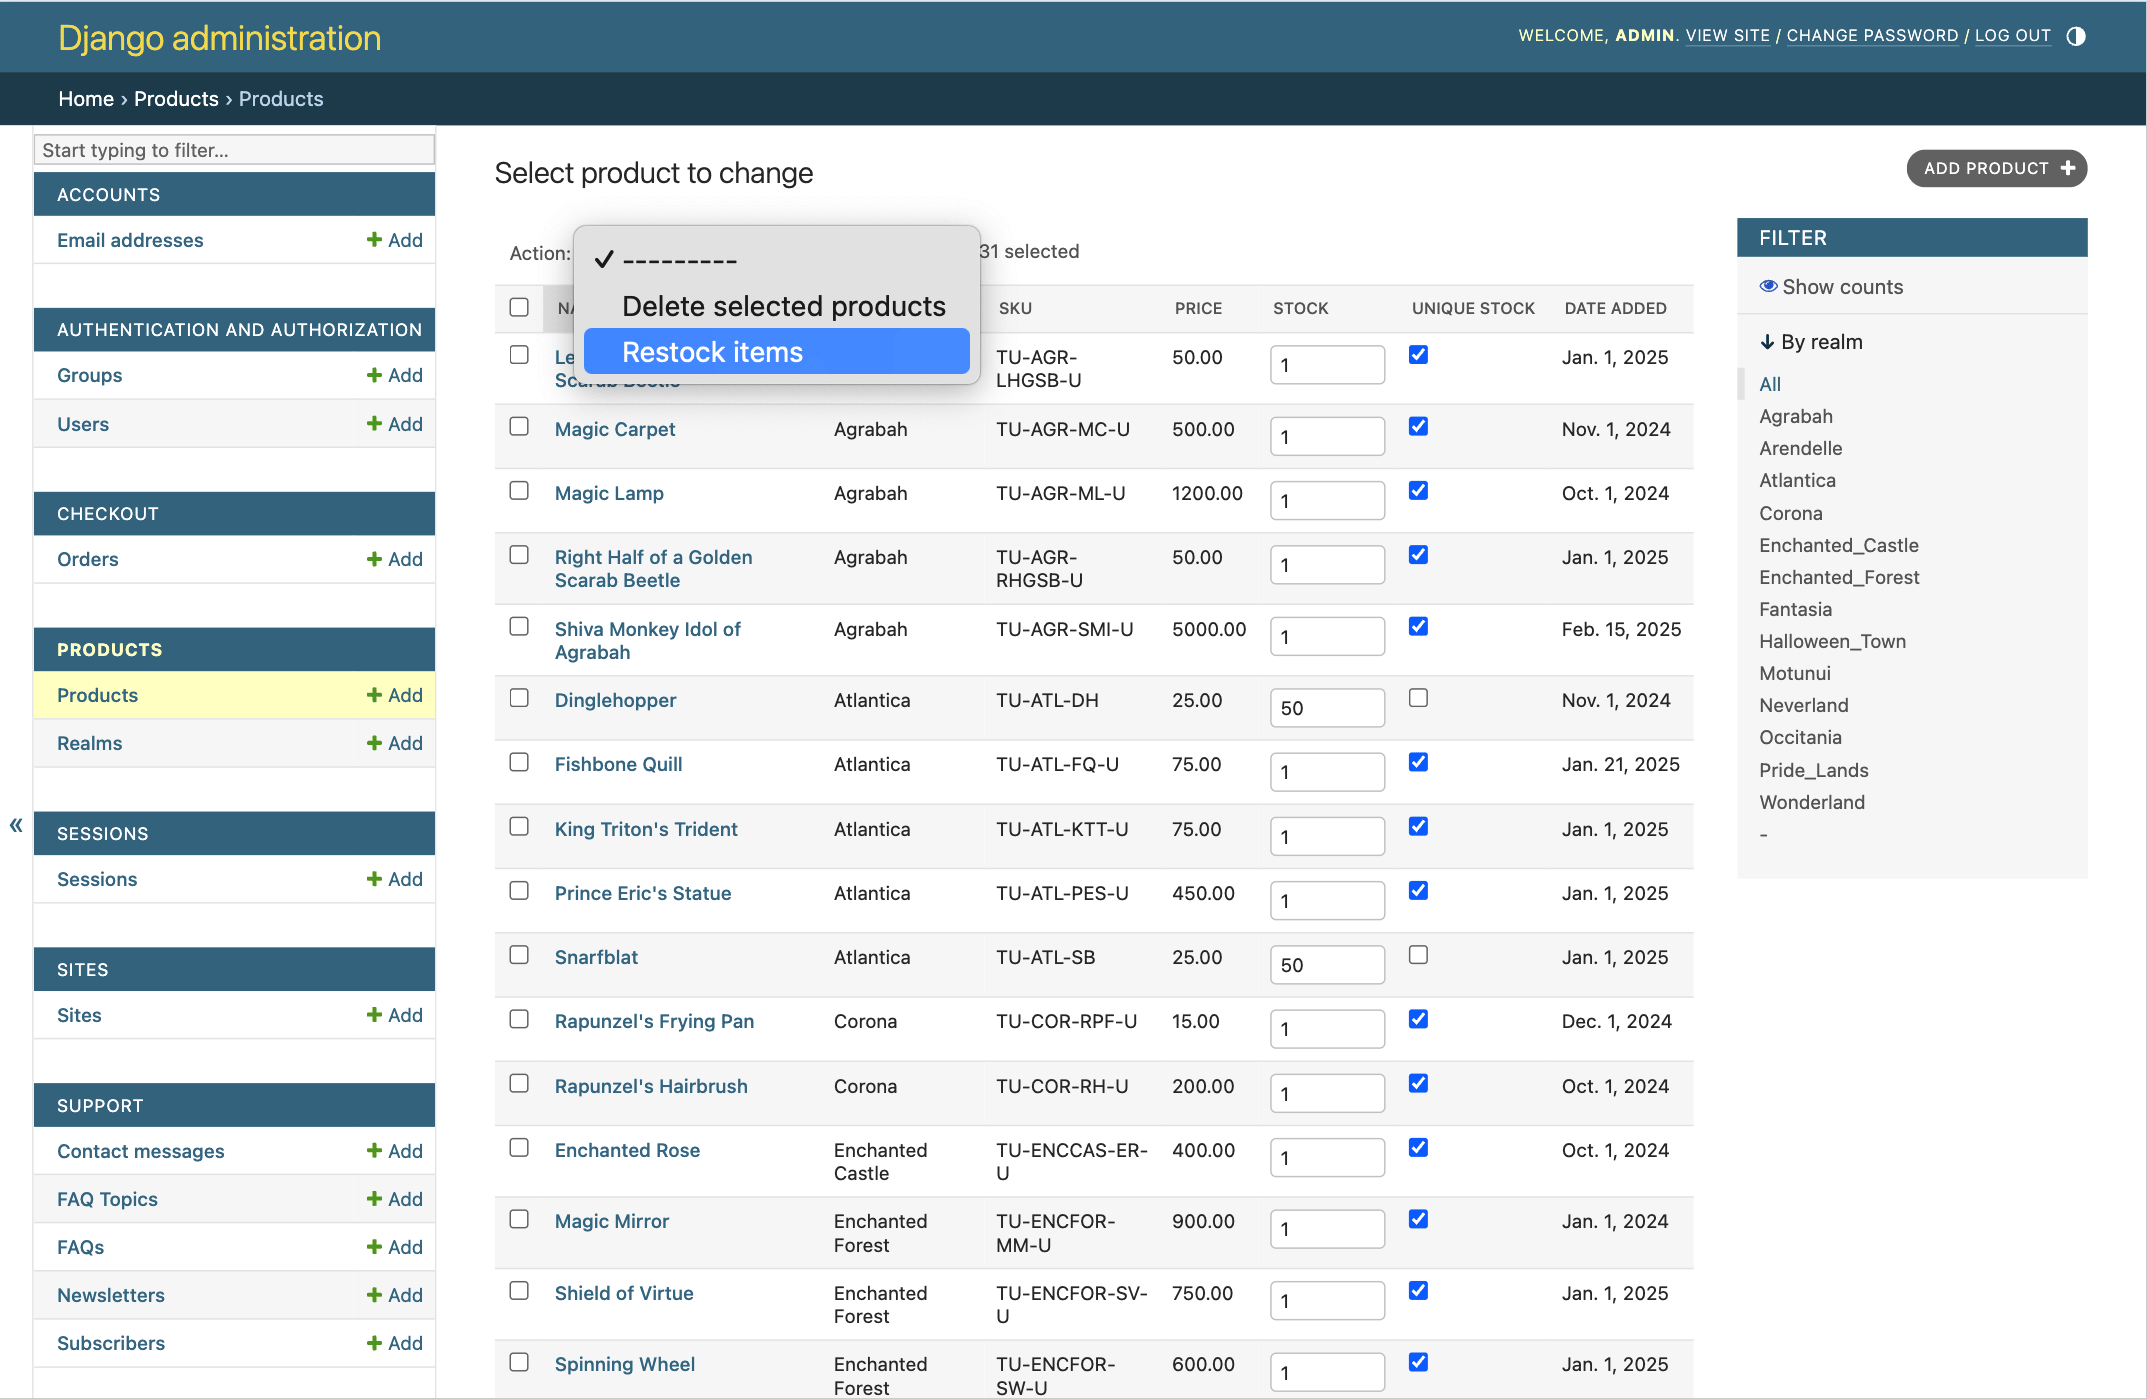 Django administration
WELCOME, ADMIN. VIEW SITE / CHANGE PASSWORD / LOG OUT
Home › Products › Products
Start typing to filter...
ACCOUNTS
Email addresses + Add
AUTHENTICATION AND AUTHORIZATION
Groups + Add
Users + Add
CHECKOUT
Orders + Add
PRODUCTS
Products + Add
Realms + Add
«
SESSIONS
Sessions + Add
SITES
Sites + Add
SUPPORT
Contact messages + Add
FAQ Topics + Add
FAQs + Add
Newsletters + Add
Subscribers + Add
Select product to change
ADD PRODUCT +
Action: 31 selected
✓ ---------
Delete selected products
Restock items
SKU PRICE STOCK UNIQUE STOCK DATE ADDED
TU-AGR- 50.00 1 Jan. 1, 2025
LHGSB-U
Magic Carpet Agrabah TU-AGR-MC-U 500.00 1 Nov. 1, 2024
Magic Lamp Agrabah TU-AGR-ML-U 1200.00 1 Oct. 1, 2024
Right Half of a Golden Agrabah TU-AGR- 50.00 1 Jan. 1, 2025
Scarab Beetle RHGSB-U
Shiva Monkey Idol of Agrabah TU-AGR-SMI-U 5000.00 1 Feb. 15, 2025
Agrabah
Dinglehopper Atlantica TU-ATL-DH 25.00 50 Nov. 1, 2024
Fishbone Quill Atlantica TU-ATL-FQ-U 75.00 1 Jan. 21, 2025
King Triton's Trident Atlantica TU-ATL-KTT-U 75.00 1 Jan. 1, 2025
Prince Eric's Statue Atlantica TU-ATL-PES-U 450.00 1 Jan. 1, 2025
Snarfblat Atlantica TU-ATL-SB 25.00 50 Jan. 1, 2025
Rapunzel's Frying Pan Corona TU-COR-RPF-U 15.00 1 Dec. 1, 2024
Rapunzel's Hairbrush Corona TU-COR-RH-U 200.00 1 Oct. 1, 2024
Enchanted Rose Enchanted TU-ENCCAS-ER- 400.00 1 Oct. 1, 2024
Castle U
Magic Mirror Enchanted TU-ENCFOR- 900.00 1 Jan. 1, 2024
Forest MM-U
Shield of Virtue Enchanted TU-ENCFOR-SV- 750.00 1 Jan. 1, 2025
Forest U
Spinning Wheel Enchanted TU-ENCFOR- 600.00 1 Jan. 1, 2025
Forest SW-U
FILTER
Show counts
↓ By realm
All
Agrabah
Arendelle
Atlantica
Corona
Enchanted_Castle
Enchanted_Forest
Fantasia
Halloween_Town
Motunui
Neverland
Occitania
Pride_Lands
Wonderland
-